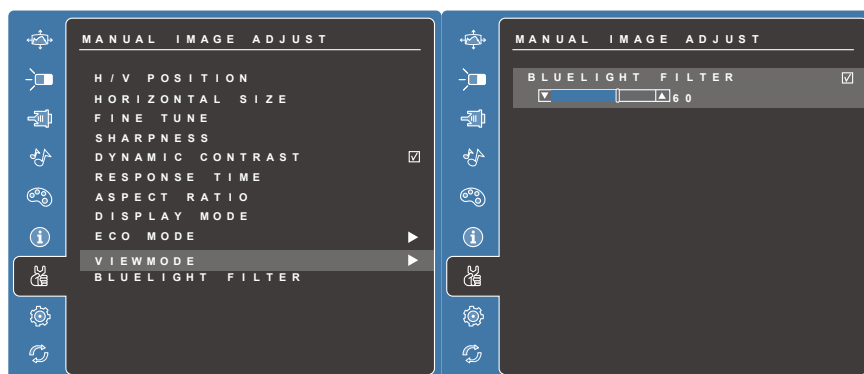 MANUAL IMAGE ADJUST
H/V POSITION
HORIZONTAL SIZE
FINE TUNE
SHARPNESS
DYNAMIC CONTRAST
RESPONSE TIME
ASPECT RATIO
DISPLAY MODE
ECO MODE
VIEWMODE
BLUELIGHT FILTER
MANUAL IMAGE ADJUST
BLUELIGHT FILTER
60